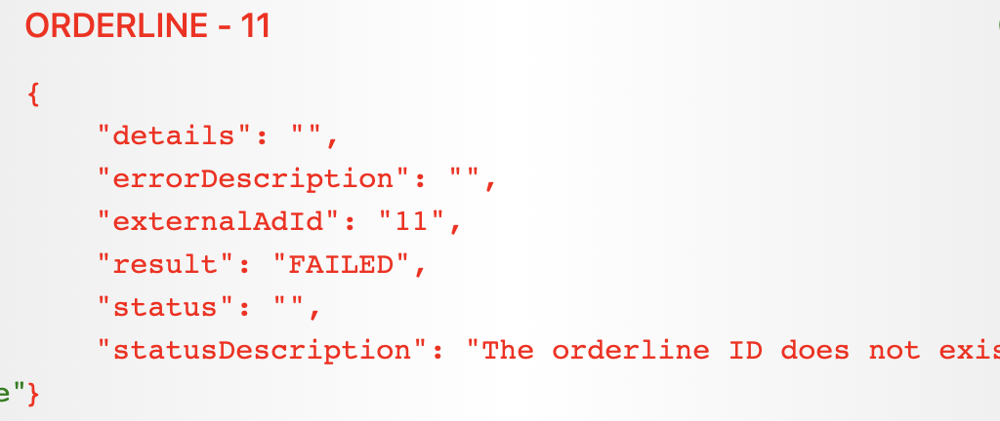 ORDERLINE - 11
{
"details": "",
"errorDescription": "",
"externalAdId": "11",
"result": "FAILED",
"status": "",
"statusDescription": "The orderline ID does not exis
e"}